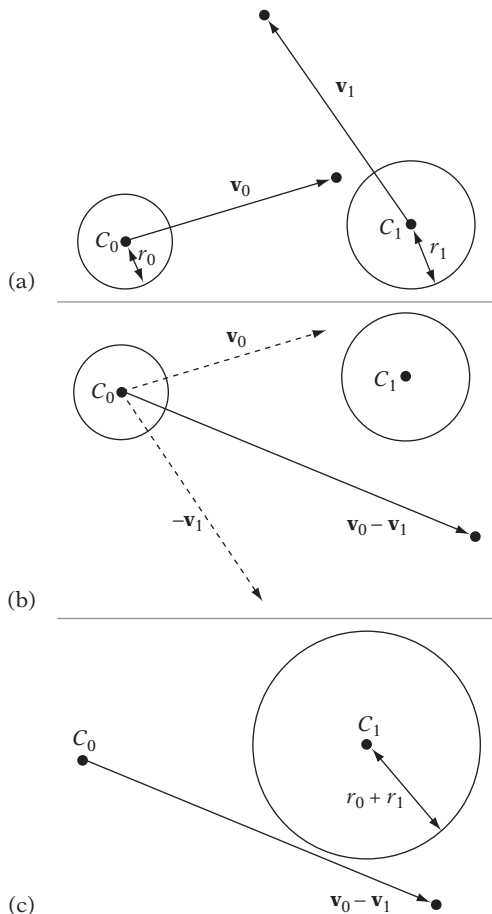 v₁
v₀
C₀
r₀
C₁
r₁
(a)
v₀
C₀
C₁
−v₁
v₀ − v₁
(b)
C₀
C₁
r₀ + r₁
v₀ − v₁
(c)